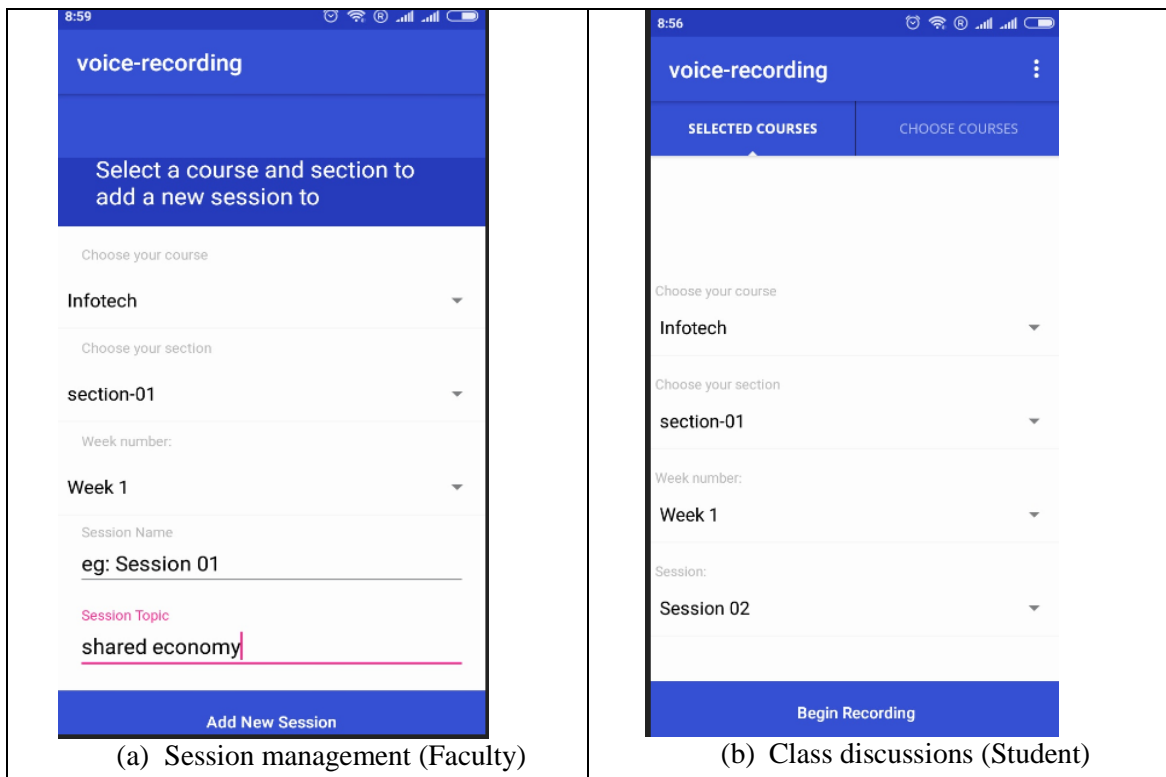 8:59
voice-recording
Select a course and section to
add a new session to
Choose your course
Infotech
Choose your section
section-01
Week number:
Week 1
Session Name
eg: Session 01
Session Topic
shared economy
Add New Session
(a) Session management (Faculty)
8:56
voice-recording
SELECTED COURSES
CHOOSE COURSES
Choose your course
Infotech
Choose your section
section-01
Week number:
Week 1
Session:
Session 02
Begin Recording
(b) Class discussions (Student)